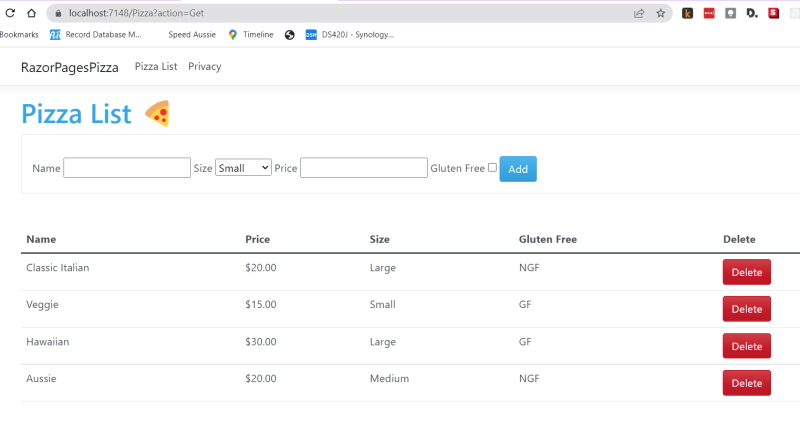 localhost:7148/Pizza?action=Get
Bookmarks Record Database M... Speed Aussie Timeline DSM DS420J - Synology...
RazorPagesPizza Pizza List Privacy
Pizza List
Name Size Small Price Gluten Free Add
Name Price Size Gluten Free Delete
Classic Italian $20.00 Large NGF Delete
Veggie $15.00 Small GF Delete
Hawaiian $30.00 Large GF Delete
Aussie $20.00 Medium NGF Delete